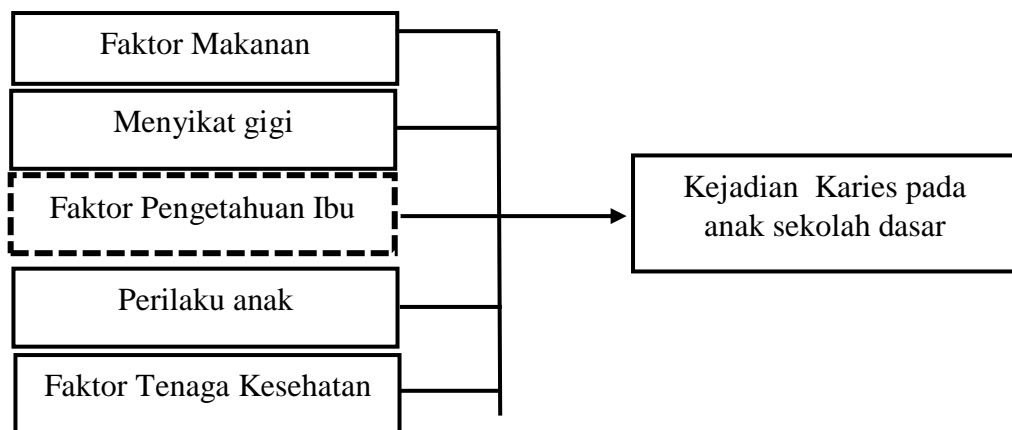 Faktor Makanan
Menyikat gigi
Faktor Pengetahuan Ibu
Perilaku anak
Faktor Tenaga Kesehatan
Kejadian Karies pada
anak sekolah dasar